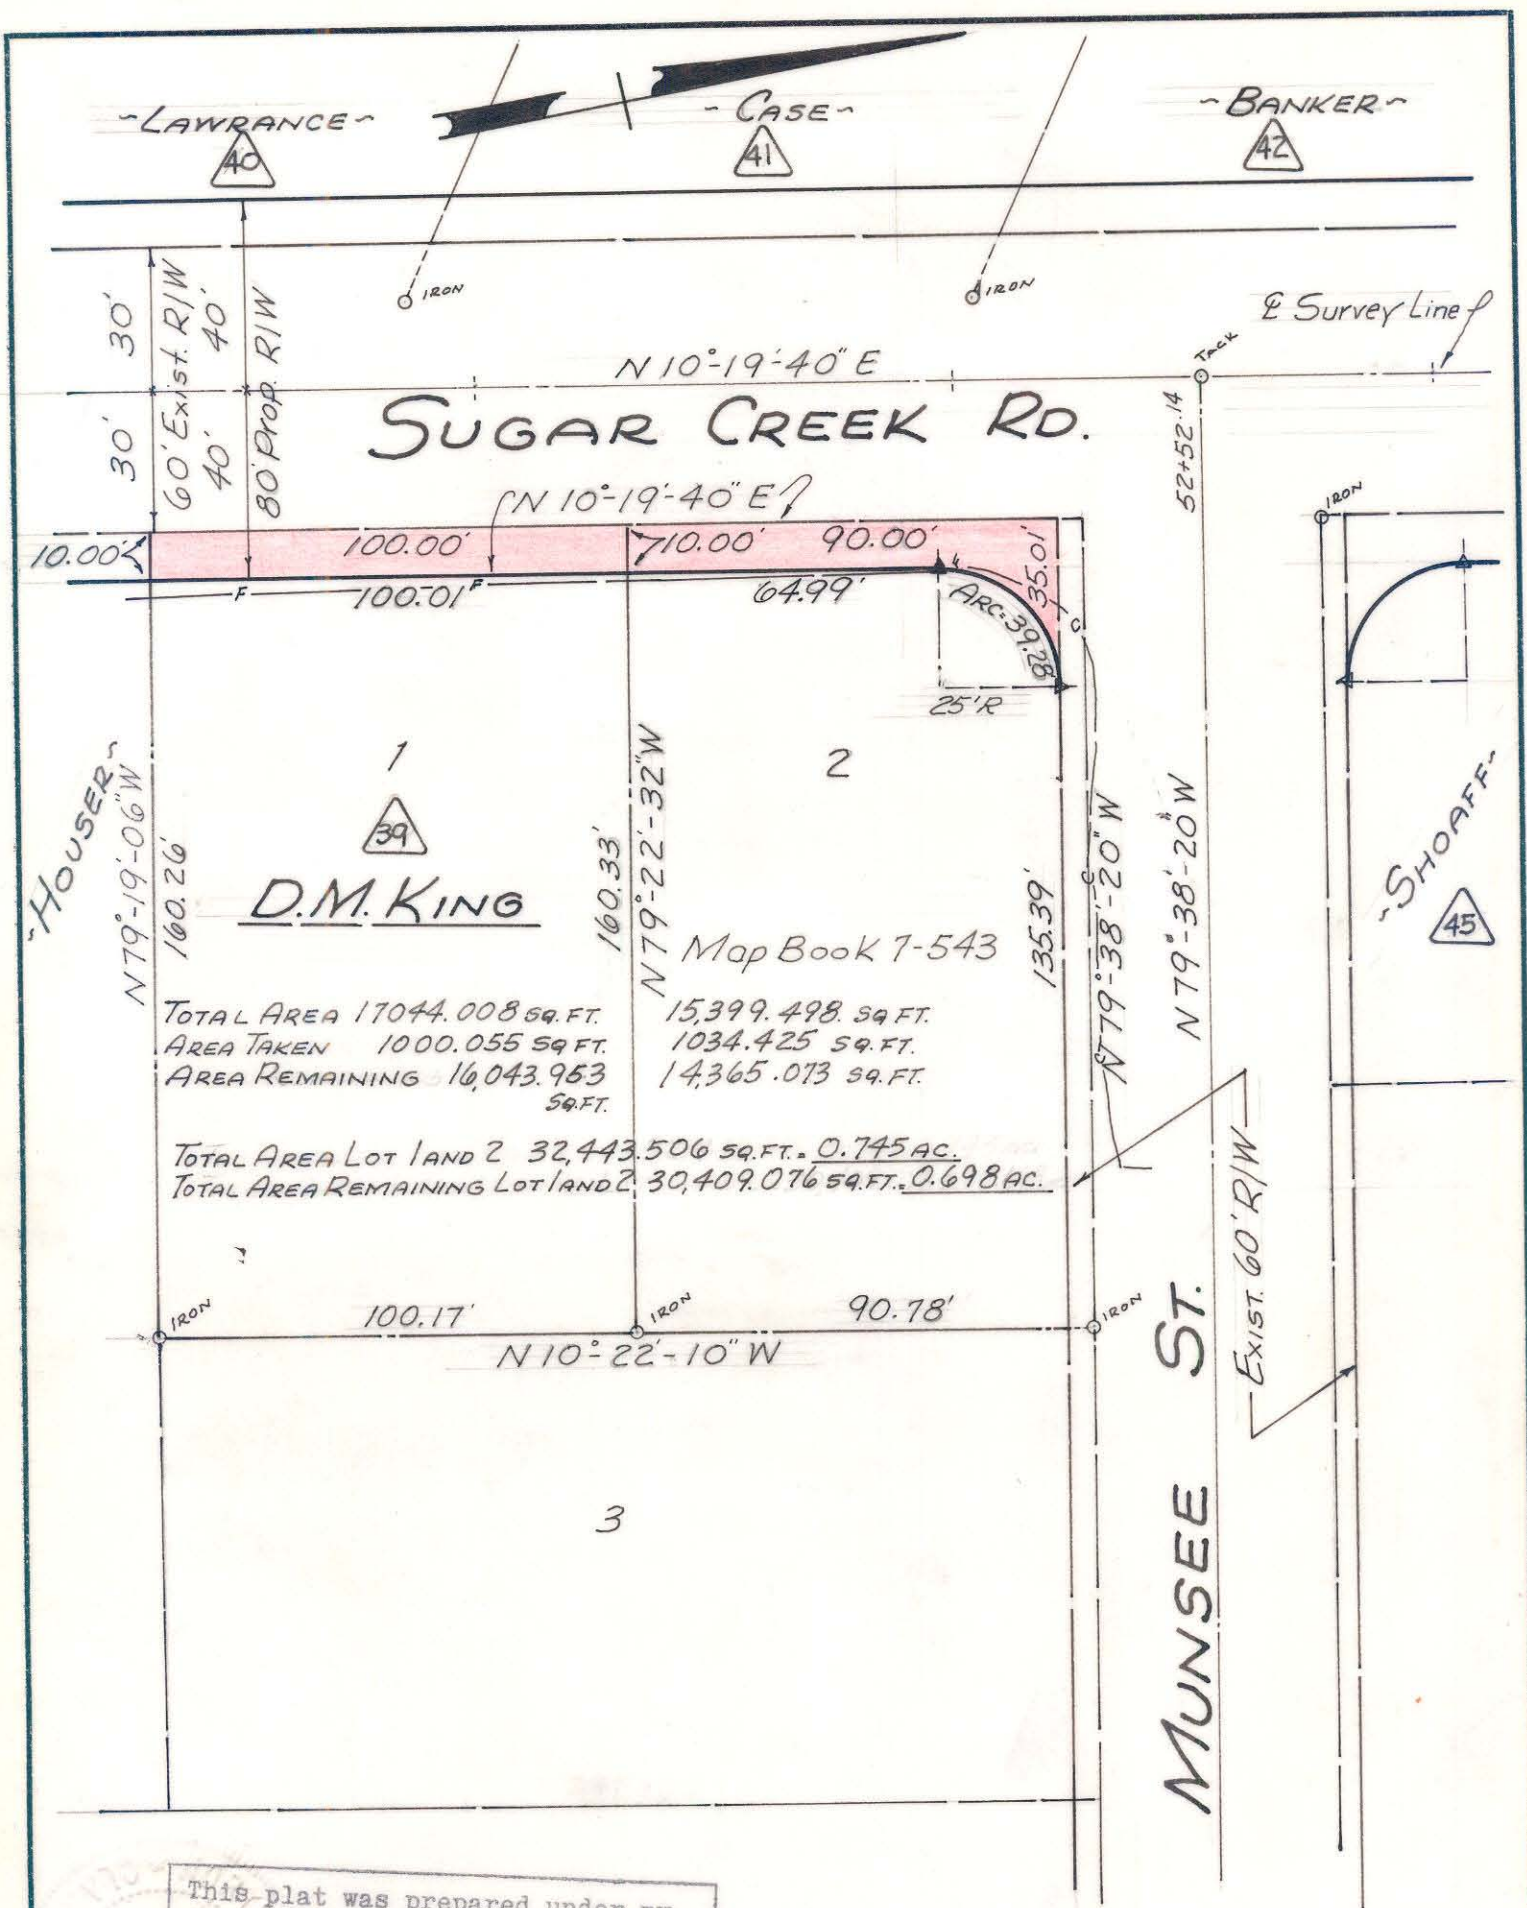 ~LAWRANCE~
40
~CASE~
41
~BANKER~
42
30'
30'
60' Exist. R/W
40'
40'
80' Prop. R/W
IRON
IRON
TACK
℄ Survey Line
N 10°-19'-40" E
SUGAR CREEK RD.
52+52.14
N 10°-19'-40" E
10.00'
100.00'
10.00'
90.00'
35.01'
F
F
100.01'
64.99'
ARC=39.28
C
25'R
IRON
~HOUSER~
N79°-19'-06"W
160.26'
1
39
D.M. KING
160.33'
N79°-22'-32"W
2
Map Book 7-543
135.39'
N79°-38'-20" W
N 79°-38'-20" W
~SHOAFF~
45
TOTAL AREA 17044.008 SQ.FT. 15,399.498 SQ FT.
AREA TAKEN 1000.055 SQ FT. 1034.425 SQ.FT.
AREA REMAINING 16,043.953 SQ.FT. 14,365.073 SQ.FT.
TOTAL AREA LOT 1 AND 2 32,443.506 SQ.FT.= 0.745 AC.
TOTAL AREA REMAINING LOT 1 AND 2 30,409.076 SQ.FT.=0.698 AC.
IRON
100.17'
IRON
90.78'
IRON
N 10°-22'-10" W
EXIST. 60' R/W
MUNSEE ST.
3
This plat was prepared under my